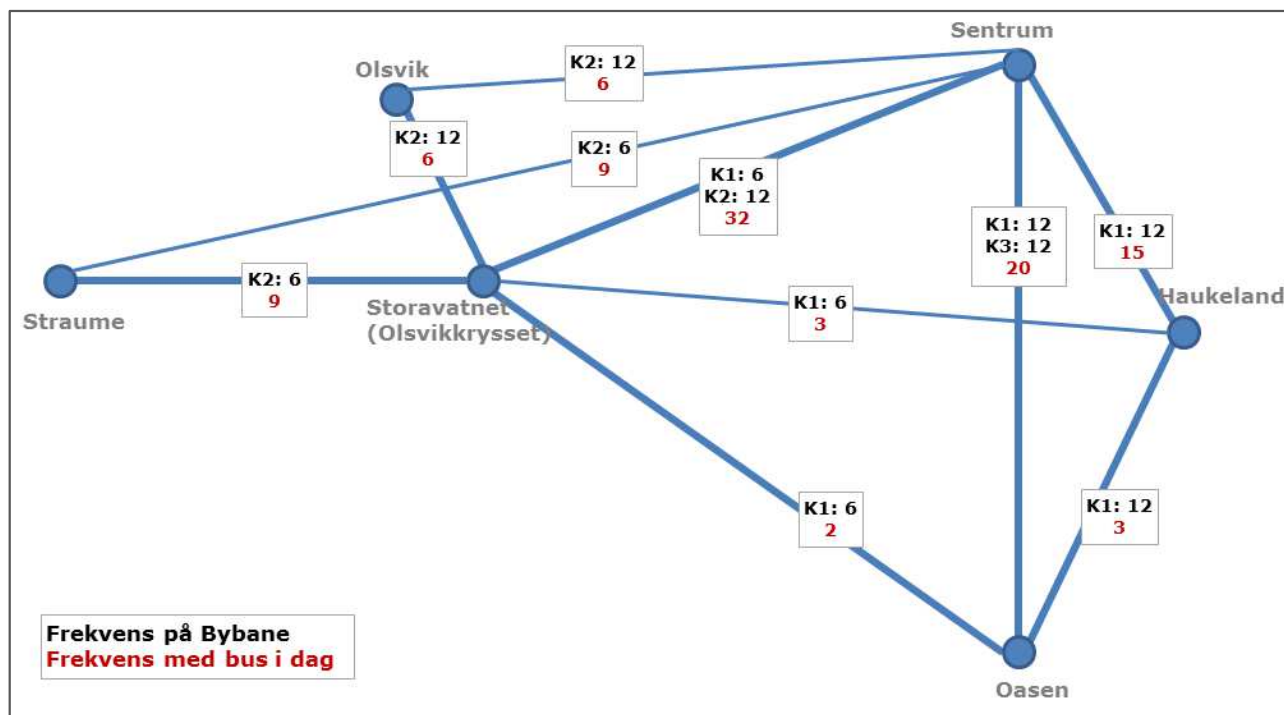 Sentrum
Olsvik
K2: 12
6
K2: 12
6
K2: 6
9
K1: 6
K2: 12
32
K1: 12
K3: 12
20
K1: 12
15
K2: 6
9
Straume
Storavatnet
(Olsvikkrysset)
K1: 6
3
Haukeland
K1: 6
2
K1: 12
3
Frekvens på Bybane
Frekvens med bus i dag
Oasen